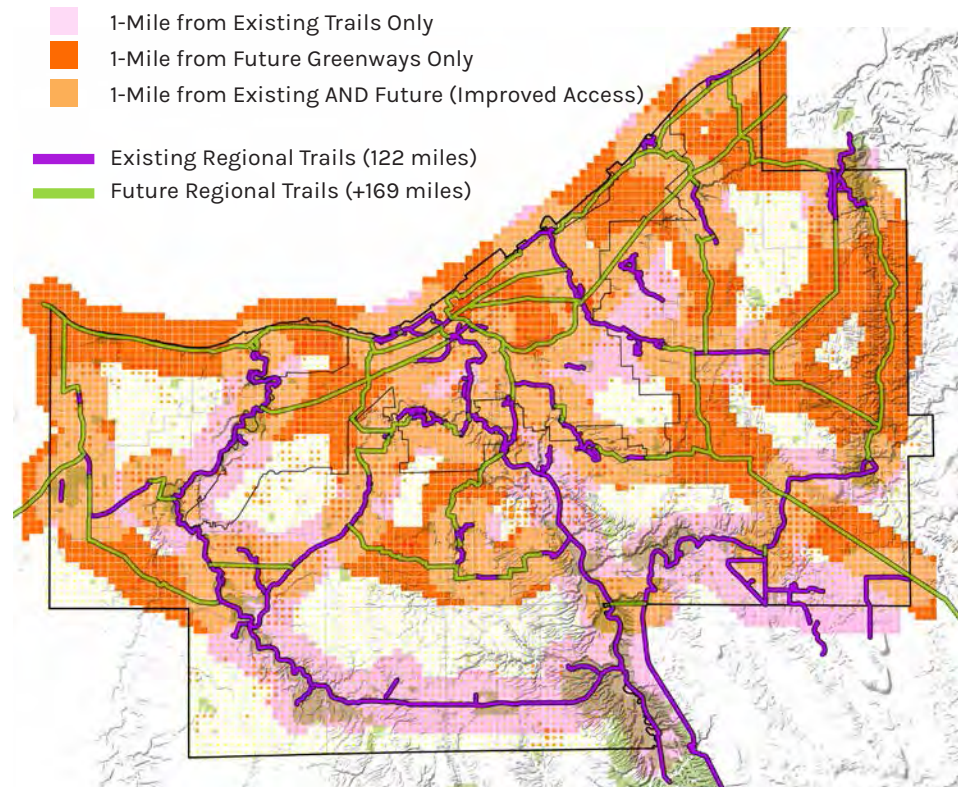 1-Mile from Existing Trails Only
1-Mile from Future Greenways Only
1-Mile from Existing AND Future (Improved Access)
Existing Regional Trails (122 miles)
Future Regional Trails (+169 miles)